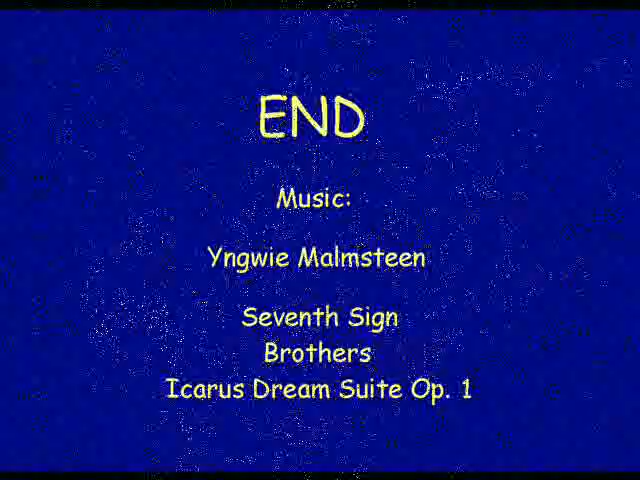 END
Music:
Yngwie Malmsteen
Seventh Sign
Brothers
Icarus Dream Suite Op. 1